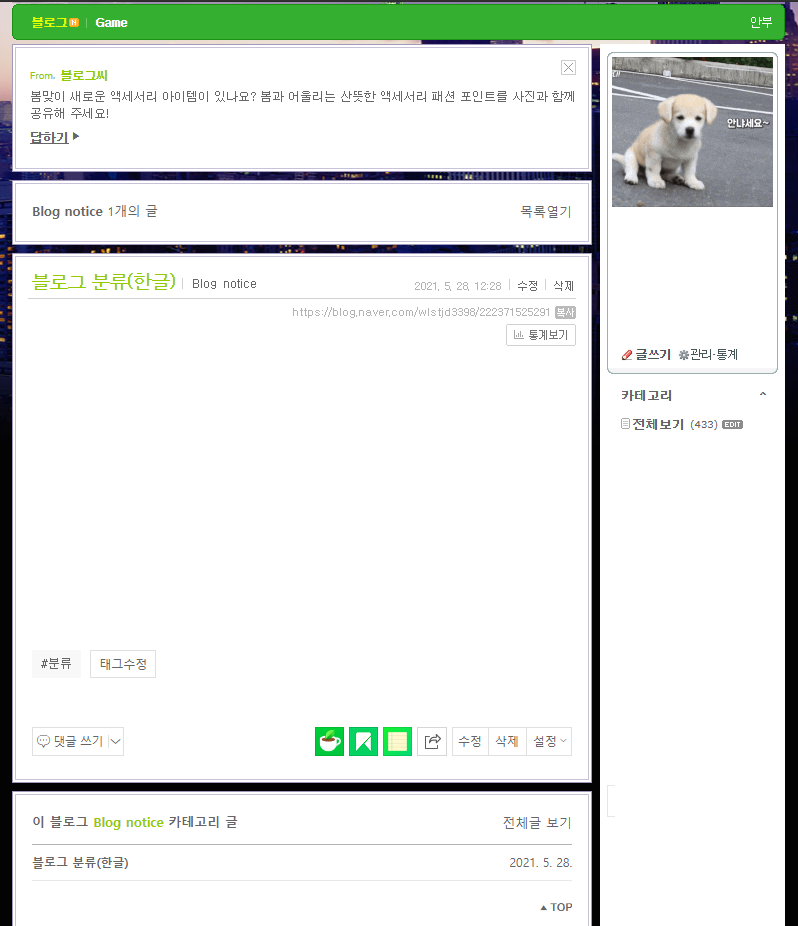 블로그 N | Game
안부
From. 블로그씨
봄맞이 새로운 액세서리 아이템이 있나요? 봄과 어울리는 산뜻한 액세서리 패션 포인트를 사진과 함께
공유해 주세요!
답하기
Blog notice 1개의 글
목록열기
블로그 분류(한글) | Blog notice
2021. 5. 28. 12:28 | 수정 | 삭제
https://blog.naver.com/wlstjd3398/222371525291 복사
통계보기
#분류
태그수정
댓글 쓰기
수정
삭제
설정
이 블로그 Blog notice 카테고리 글
전체글 보기
블로그 분류(한글)
2021. 5. 28.
TOP
안냐세요~
글쓰기
관리·통계
카테고리
전체보기 (433) EDIT